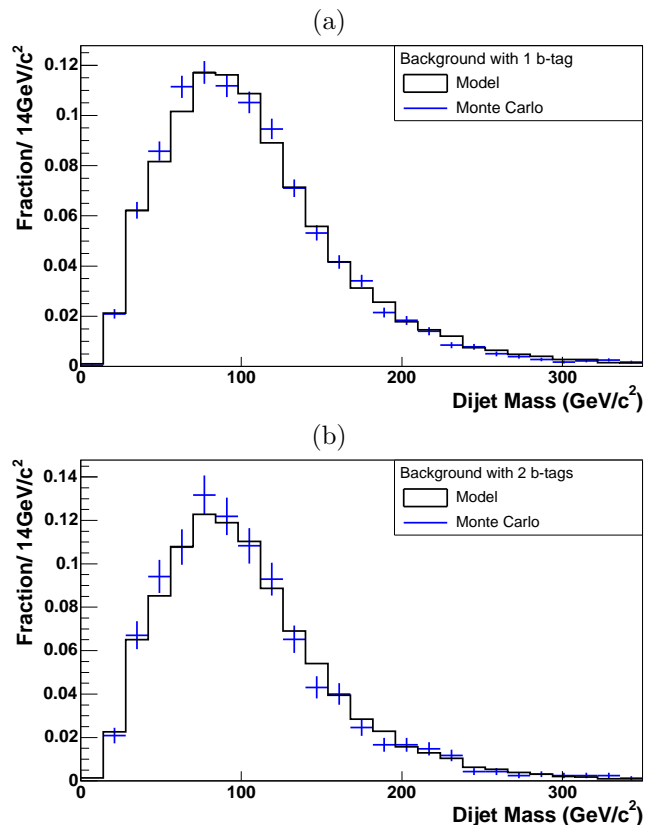 (a)
Fraction/ 14GeV/c²
0.12
0.1
0.08
0.06
0.04
0.02
0
Background with 1 b-tag
Model
Monte Carlo
0 100 200 300
Dijet Mass (GeV/c²)
(b)
Fraction/ 14GeV/c²
0.14
0.12
0.1
0.08
0.06
0.04
0.02
0
Background with 2 b-tags
Model
Monte Carlo
0 100 200 300
Dijet Mass (GeV/c²)